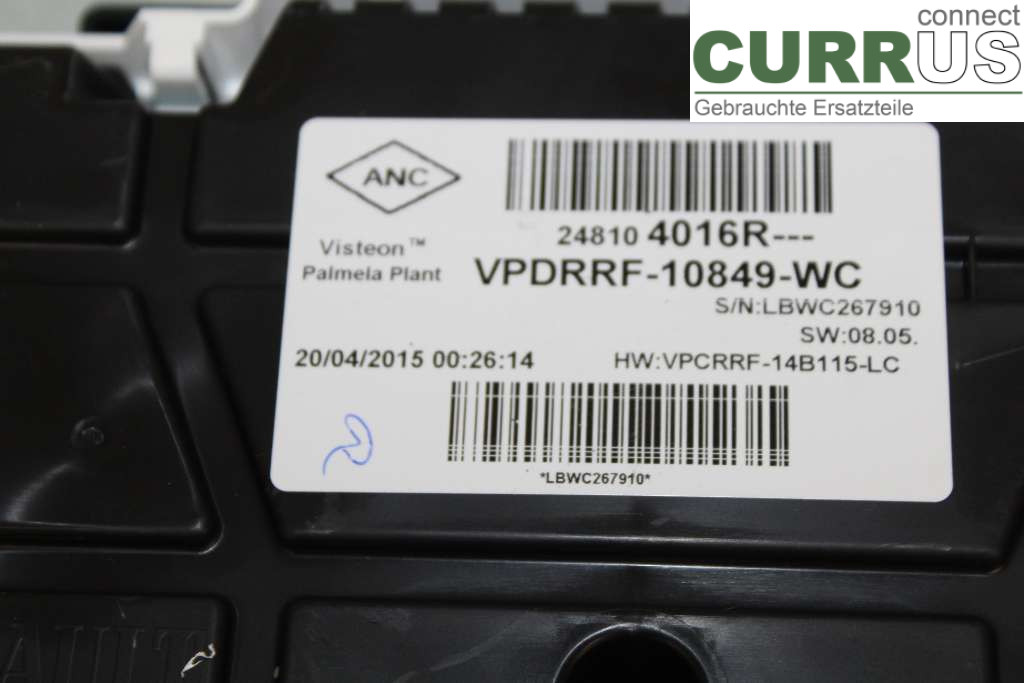 connect
CURRUS
Gebrauchte Ersatzteile
ANC
24810 4016R---
Visteon™
Palmela Plant
VPDRRF-10849-WC
S/N:LBWC267910
SW:08.05.
20/04/2015 00:26:14
HW:VPCRRF-14B115-LC
*LBWC267910*